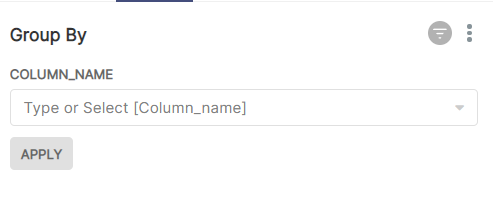 Group By
COLUMN_NAME
Type or Select [Column_name]
APPLY